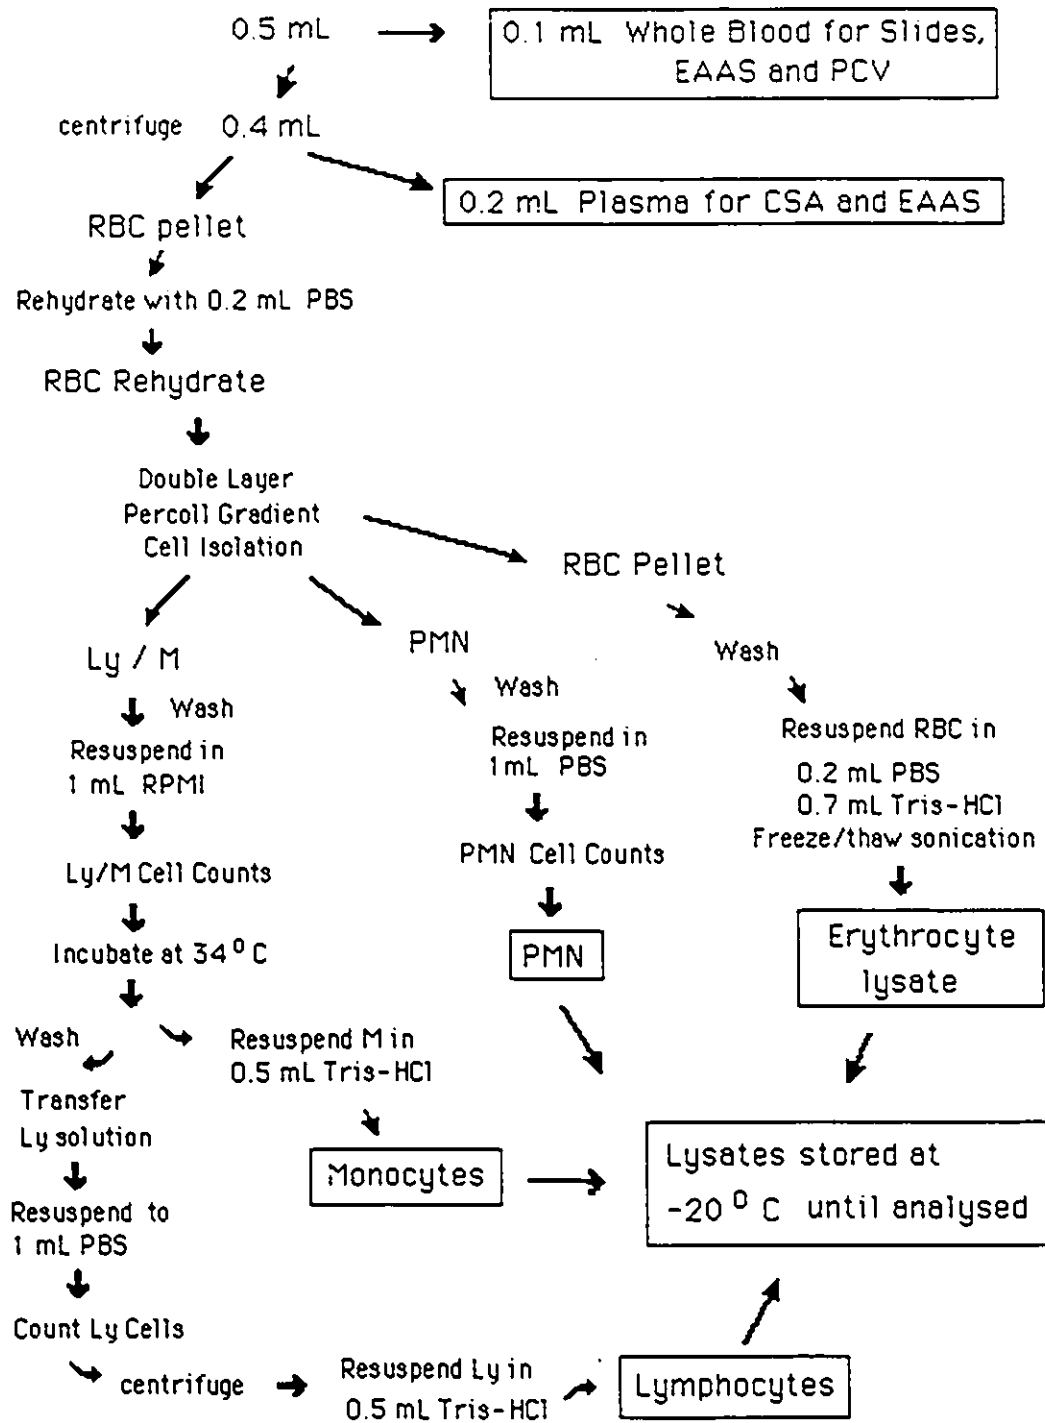 0.5 mL
0.1 mL Whole Blood for Slides,
EAAS and PCV
centrifuge 0.4 mL
0.2 mL Plasma for CSA and EAAS
RBC pellet
Rehydrate with 0.2 mL PBS
RBC Rehydrate
Double Layer
Percoll Gradient
Cell Isolation
RBC Pellet
Wash
Resuspend RBC in
0.2 mL PBS
0.7 mL Tris-HCl
Freeze/thaw sonication
Erythrocyte
lysate
PMN
Wash
Resuspend in
1mL PBS
PMN Cell Counts
PMN
Ly / M
Wash
Resuspend in
1 mL RPMI
Ly/M Cell Counts
Incubate at 34⁰ C
Resuspend M in
0.5 mL Tris-HCl
Monocytes
Wash
Transfer
Ly solution
Resuspend to
1 mL PBS
Count Ly Cells
centrifuge
Resuspend Ly in
0.5 mL Tris-HCl
Lymphocytes
Lysates stored at
-20⁰ C until analysed